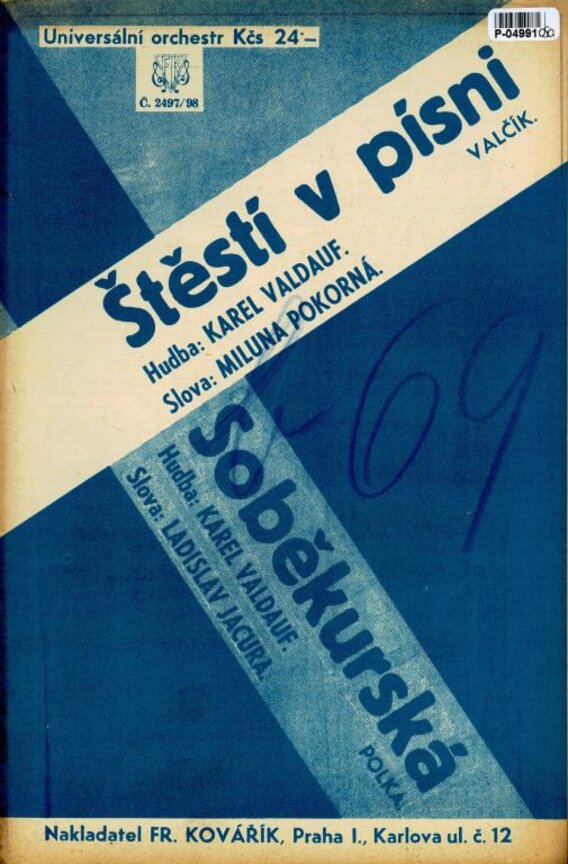 Universální orchestr Kčs 24·—
Č. 2497/98
P-04991
Štěstí v písni
VALČÍK.
Hudba: KAREL VALDAUF.
Slova: MILUNA POKORNÁ.
69
Soběkurská
POLKA.
Hudba: KAREL VALDAUF.
Slova: LADISLAV JACURA.
Nakladatel FR. KOVÁŘÍK, Praha I., Karlova ul. č. 12